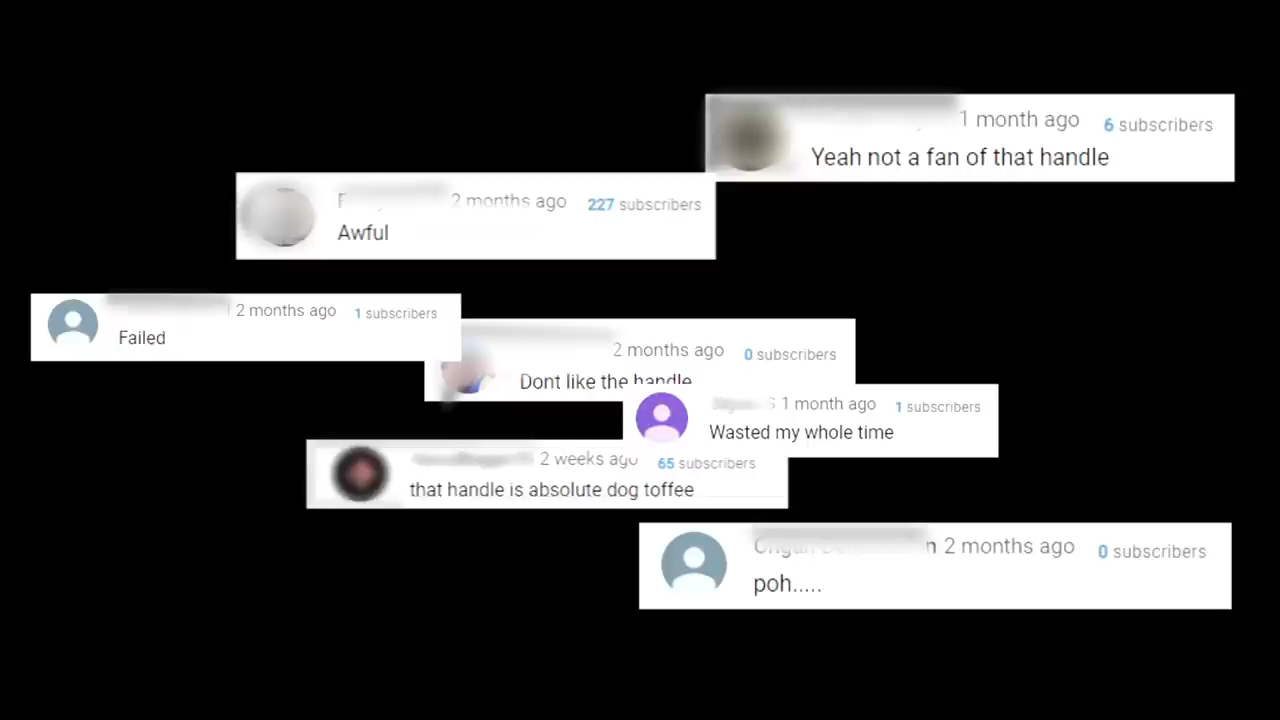 1 month ago 6 subscribers
Yeah not a fan of that handle
2 months ago 227 subscribers
Awful
2 months ago 1 subscribers
Failed
2 months ago 0 subscribers
Dont like the handle
1 month ago 1 subscribers
Wasted my whole time
2 weeks ago 65 subscribers
that handle is absolute dog toffee
2 months ago 0 subscribers
poh.....